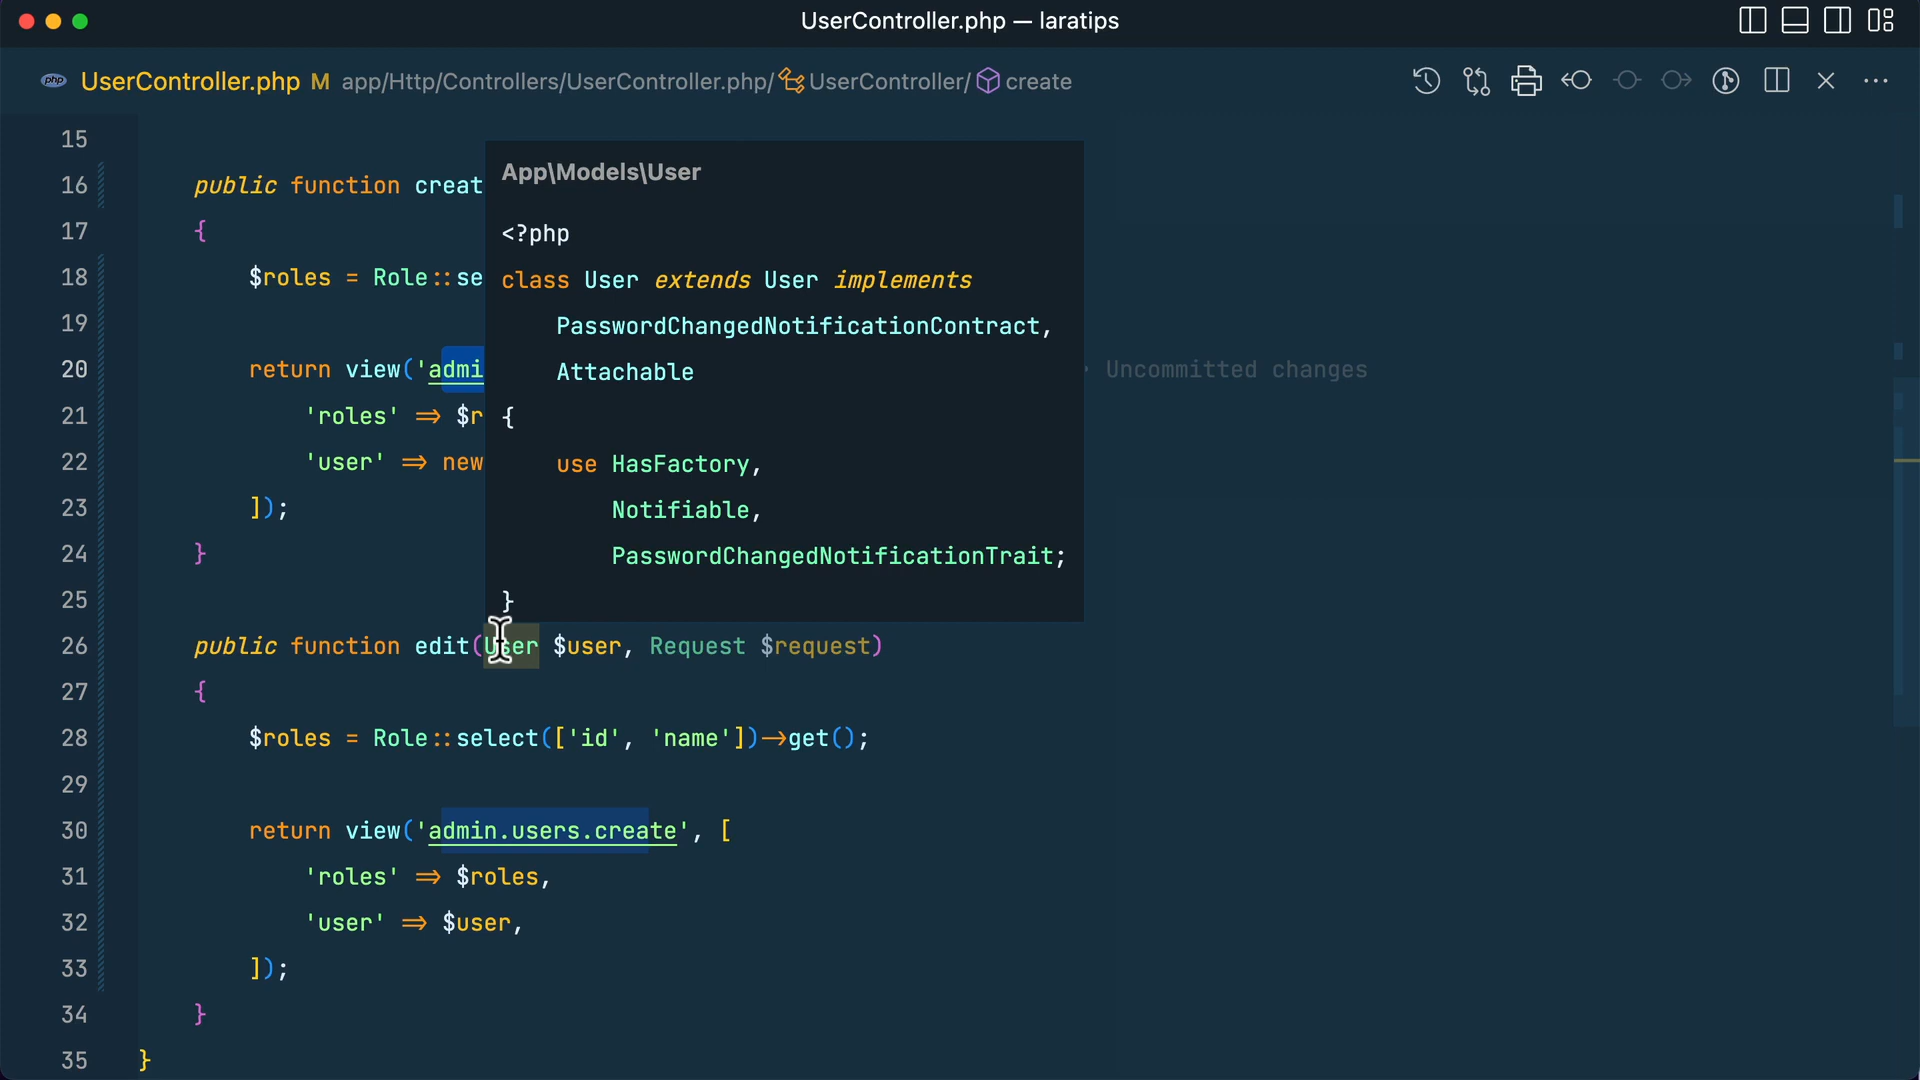 UserController.php — laratips
php UserController.php M app/Http/Controllers/UserController.php/ UserController/ create
15
16 public function creat
17 {
18 $roles = Role::se
19
20 return view('admi
Uncommitted changes
21 'roles' => $r
22 'user' => new
23 ]);
24 }
25
App\Models\User
<?php
class User extends User implements
PasswordChangedNotificationContract,
Attachable
{
use HasFactory,
Notifiable,
PasswordChangedNotificationTrait;
}
26 public function edit(User $user, Request $request)
27 {
28 $roles = Role::select(['id', 'name'])->get();
29
30 return view('admin.users.create', [
31 'roles' => $roles,
32 'user' => $user,
33 ]);
34 }
35 }